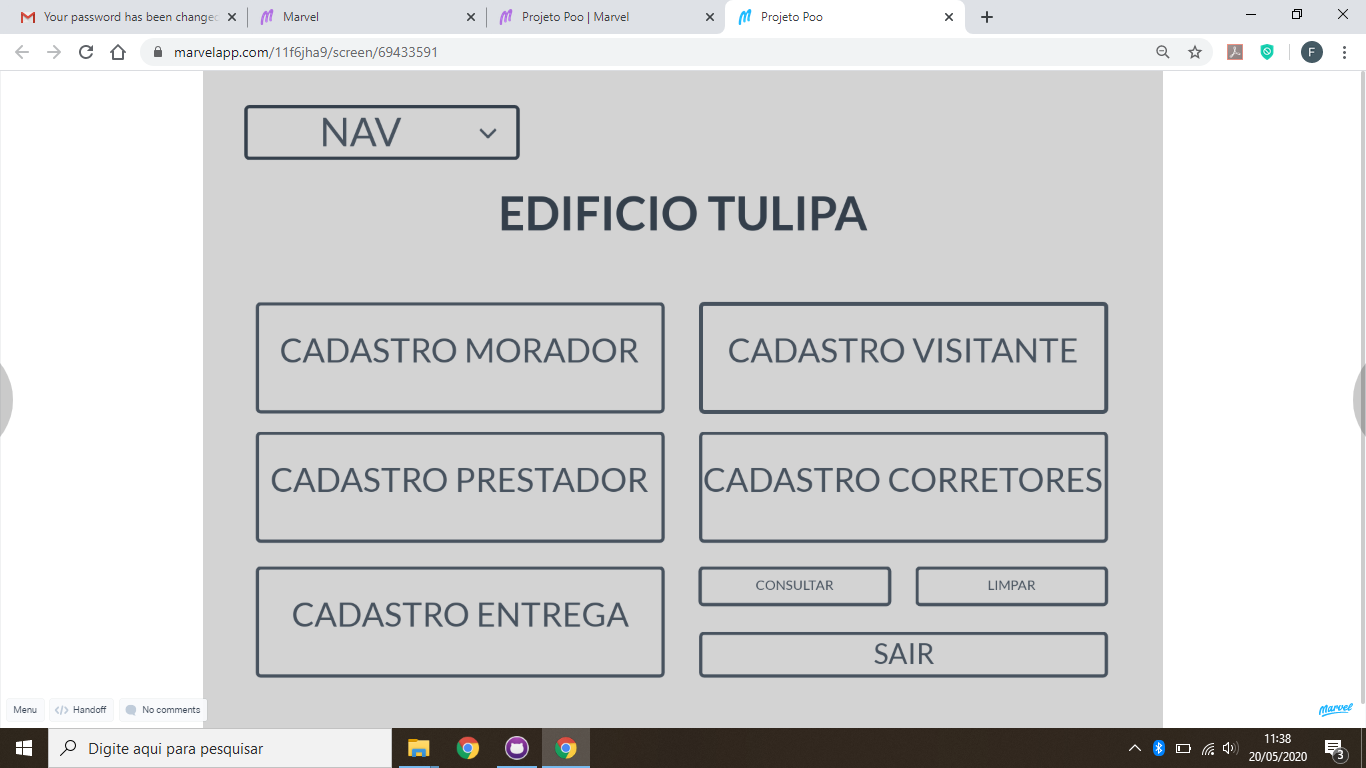 Your password has been change
Marvel
Projeto Poo | Marvel
Projeto Poo
marvelapp.com/11f6jha9/screen/69433591
F
NAV
EDIFICIO TULIPA
CADASTRO MORADOR
CADASTRO VISITANTE
CADASTRO PRESTADOR
CADASTRO CORRETORES
CADASTRO ENTREGA
CONSULTAR
LIMPAR
SAIR
Menu
Handoff
No comments
Marvel
Digite aqui para pesquisar
11:38
20/05/2020
3